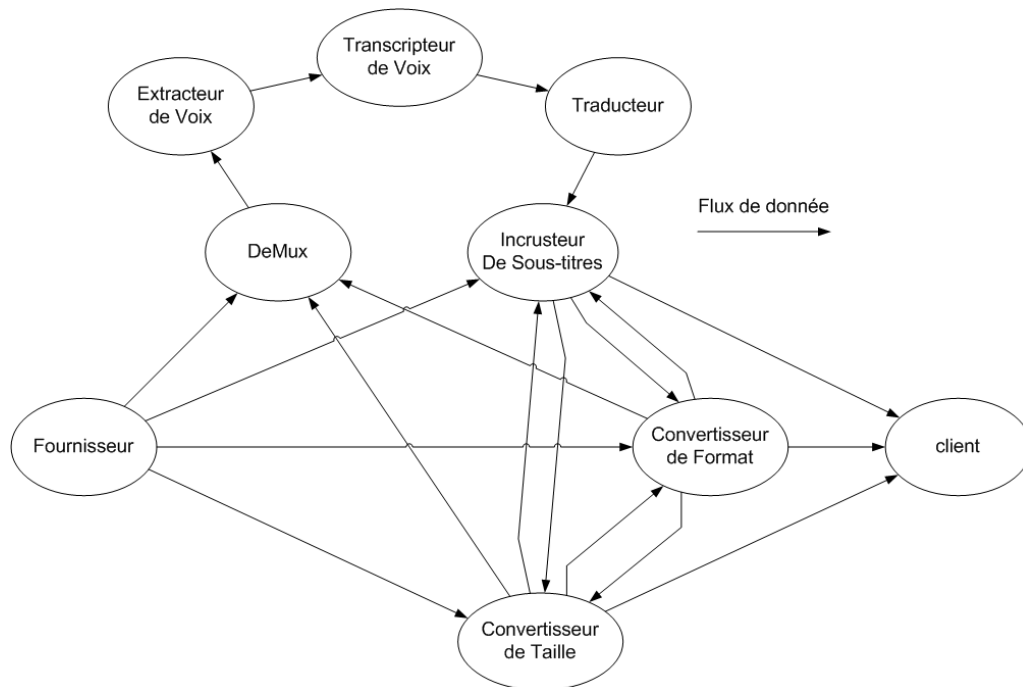 Transcripteur
de Voix
Extracteur
de Voix
Traducteur
Flux de donnée
DeMux
Incrusteur
De Sous-titres
Fournisseur
Convertisseur
de Format
client
Convertisseur
de Taille